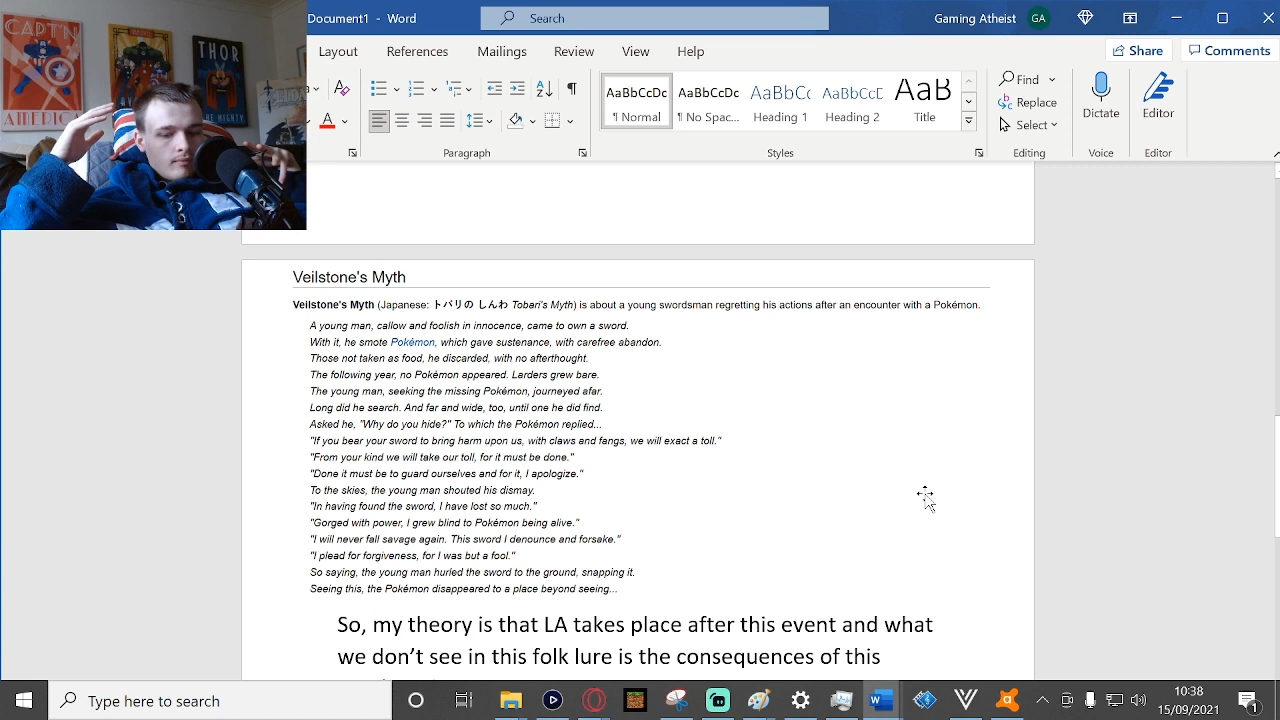 CAPT'N
AMERICA
THOR
THE MIGHTY
Document1 - Word
Search
Gaming Atheist
GA
Layout
References
Mailings
Review
View
Help
Share
Comments
AaBbCcDc
AaBbCcDc
AaBbCc
AaBbCcD
AaB
¶ Normal
¶ No Spac...
Heading 1
Heading 2
Title
Find
Replace
Select
Dictate
Editor
Paragraph
Styles
Editing
Voice
Editor
Veilstone's Myth
Veilstone's Myth (Japanese: トバリの しんわ Tobari's Myth) is about a young swordsman regretting his actions after an encounter with a Pokémon.
A young man, callow and foolish in innocence, came to own a sword.
With it, he smote Pokémon, which gave sustenance, with carefree abandon.
Those not taken as food, he discarded, with no afterthought.
The following year, no Pokémon appeared. Larders grew bare.
The young man, seeking the missing Pokémon, journeyed afar.
Long did he search. And far and wide, too, until one he did find.
Asked he, "Why do you hide?" To which the Pokémon replied...
"If you bear your sword to bring harm upon us, with claws and fangs, we will exact a toll."
"From your kind we will take our toll, for it must be done."
"Done it must be to guard ourselves and for it, I apologize."
To the skies, the young man shouted his dismay.
"In having found the sword, I have lost so much."
"Gorged with power, I grew blind to Pokémon being alive."
"I will never fall savage again. This sword I denounce and forsake."
"I plead for forgiveness, for I was but a fool."
So saying, the young man hurled the sword to the ground, snapping it.
Seeing this, the Pokémon disappeared to a place beyond seeing...
So, my theory is that LA takes place after this event and what
we don't see in this folk lure is the consequences of this
Type here to search
10:38
15/09/2021
1